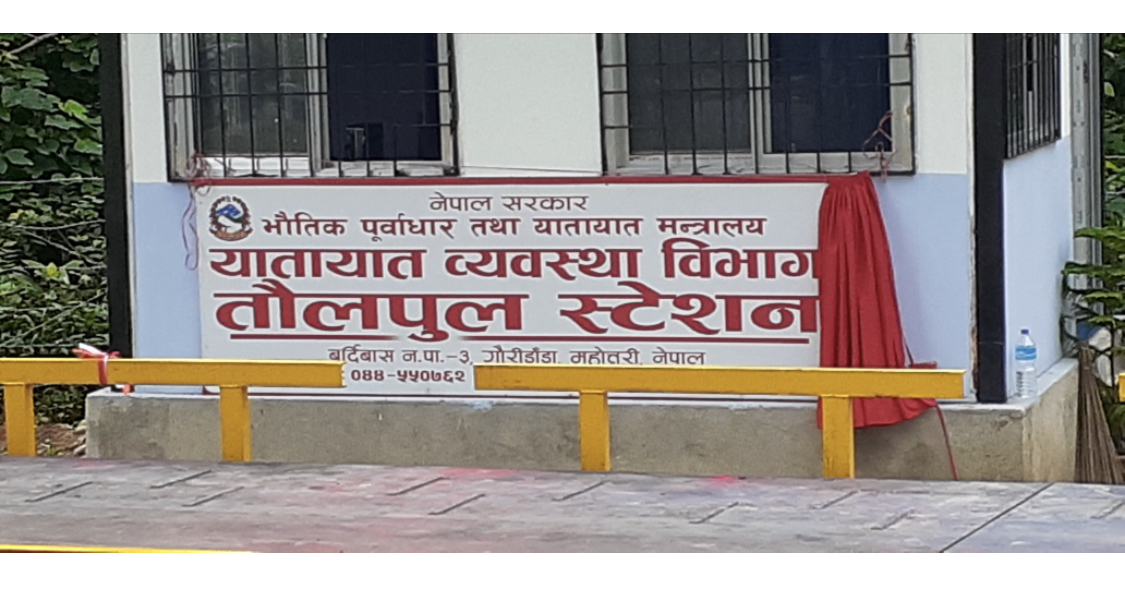 नेपाल सरकार
भौतिक पूर्वाधार तथा यातायात मन्त्रालय
यातायात व्यवस्था विभाग
तौलपुल स्टेशन
बर्दिबास न.पा.-३, गौरीडाँडा, महोतरी, नेपाल
०४४-५५०७६२